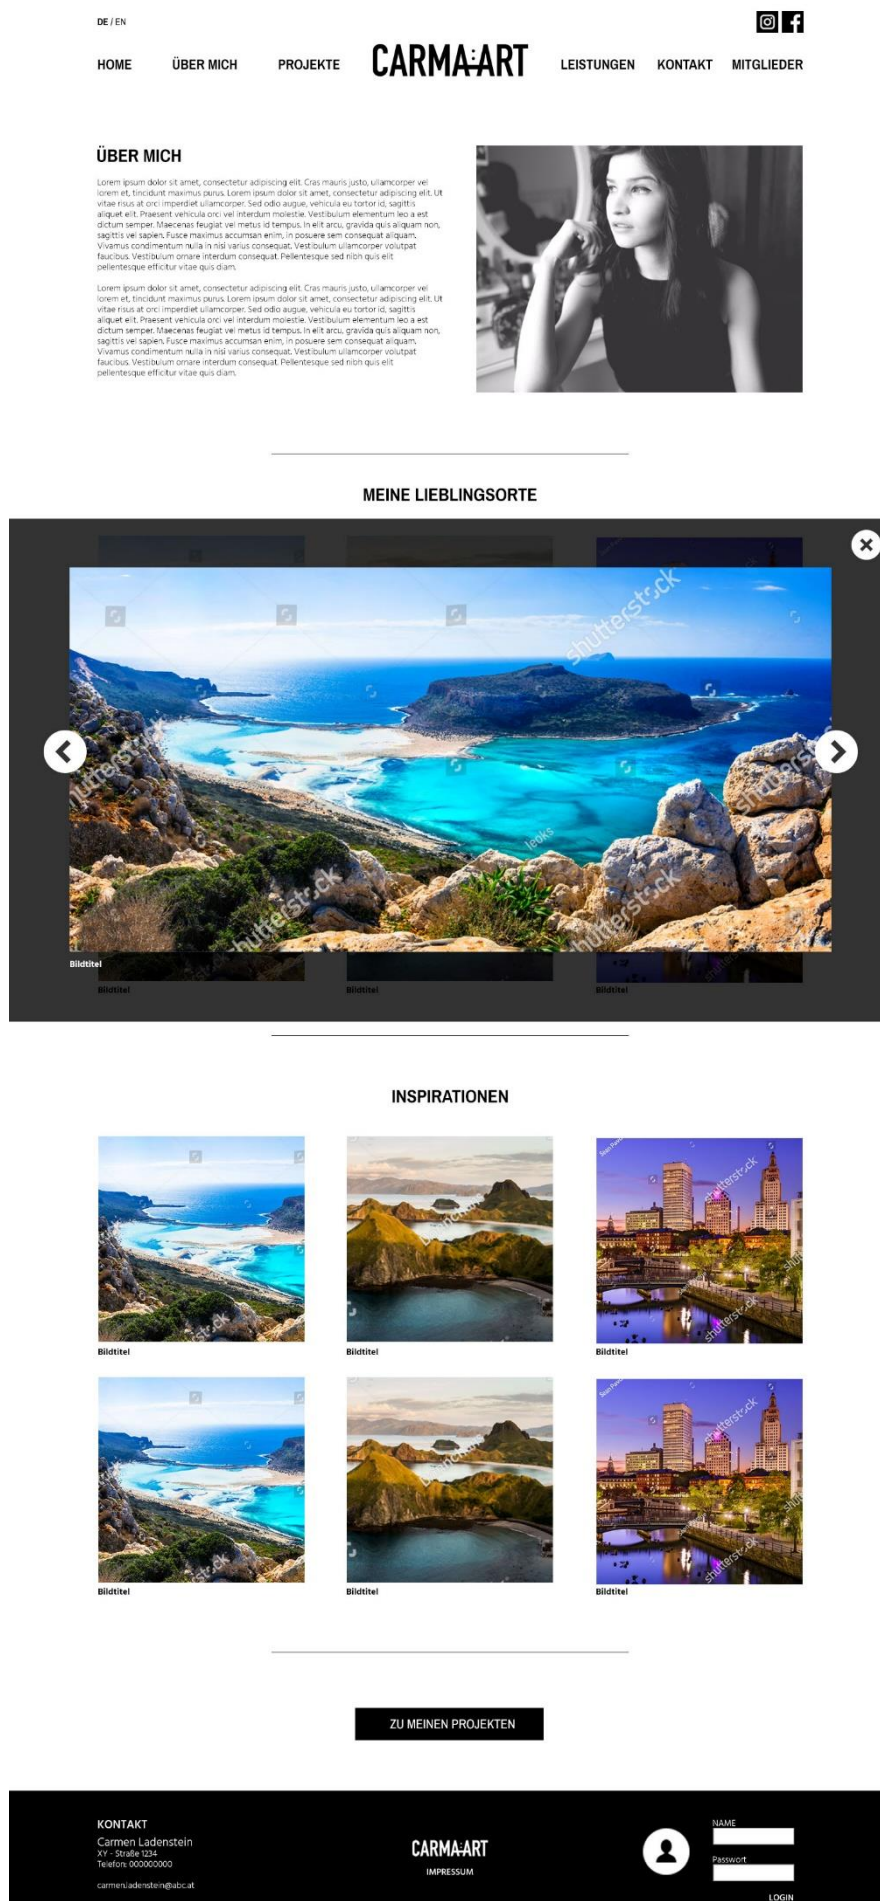 DE / EN
HOME ÜBER MICH PROJEKTE CARMA:ART LEISTUNGEN KONTAKT MITGLIEDER
ÜBER MICH
Lorem ipsum dolor sit amet, consectetur adipiscing elit. Cras mauris justo, ullamcorper vel
lorem et, tincidunt maximus purus. Lorem ipsum dolor sit amet, consectetur adipiscing elit. Ut
vitae risus at orci imperdiet ullamcorper. Sed odio augue, vehicula eu tortor id, sagittis
aliquet elit. Praesent vehicula orci vel interdum molestie. Vestibulum elementum leo a est
dictum semper. Maecenas feugiat vel metus id tempus. In elit arcu, gravida quis aliquam non,
sagittis vel sapien. Fusce maximus accumsan enim, in posuere sem consequat aliquam.
Vivamus condimentum nulla in nisi varius consequat. Vestibulum ullamcorper volutpat
faucibus. Vestibulum ornare interdum consequat. Pellentesque sed nibh quis elit
pellentesque efficitur vitae quis diam.
Lorem ipsum dolor sit amet, consectetur adipiscing elit. Cras mauris justo, ullamcorper vel
lorem et, tincidunt maximus purus. Lorem ipsum dolor sit amet, consectetur adipiscing elit. Ut
vitae risus at orci imperdiet ullamcorper. Sed odio augue, vehicula eu tortor id, sagittis
aliquet elit. Praesent vehicula orci vel interdum molestie. Vestibulum elementum leo a est
dictum semper. Maecenas feugiat vel metus id tempus. In elit arcu, gravida quis aliquam non,
sagittis vel sapien. Fusce maximus accumsan enim, in posuere sem consequat aliquam.
Vivamus condimentum nulla in nisi varius consequat. Vestibulum ullamcorper volutpat
faucibus. Vestibulum ornare interdum consequat. Pellentesque sed nibh quis elit
pellentesque efficitur vitae quis diam.
MEINE LIEBLINGSORTE
shutterstock
shutterstock
shutterstock
leoks
shutterstock
shutterstock
Bildtitel
Bildtitel Bildtitel Bildtitel
INSPIRATIONEN
shutterstock
Bildtitel Bildtitel Bildtitel
shutterstock
Bildtitel Bildtitel Bildtitel
ZU MEINEN PROJEKTEN
KONTAKT
Carmen Ladenstein
XY - Straße 1234
Telefon: 000000000
carmen.ladenstein@abc.at
CARMA:ART
IMPRESSUM
NAME
Passwort
LOGIN